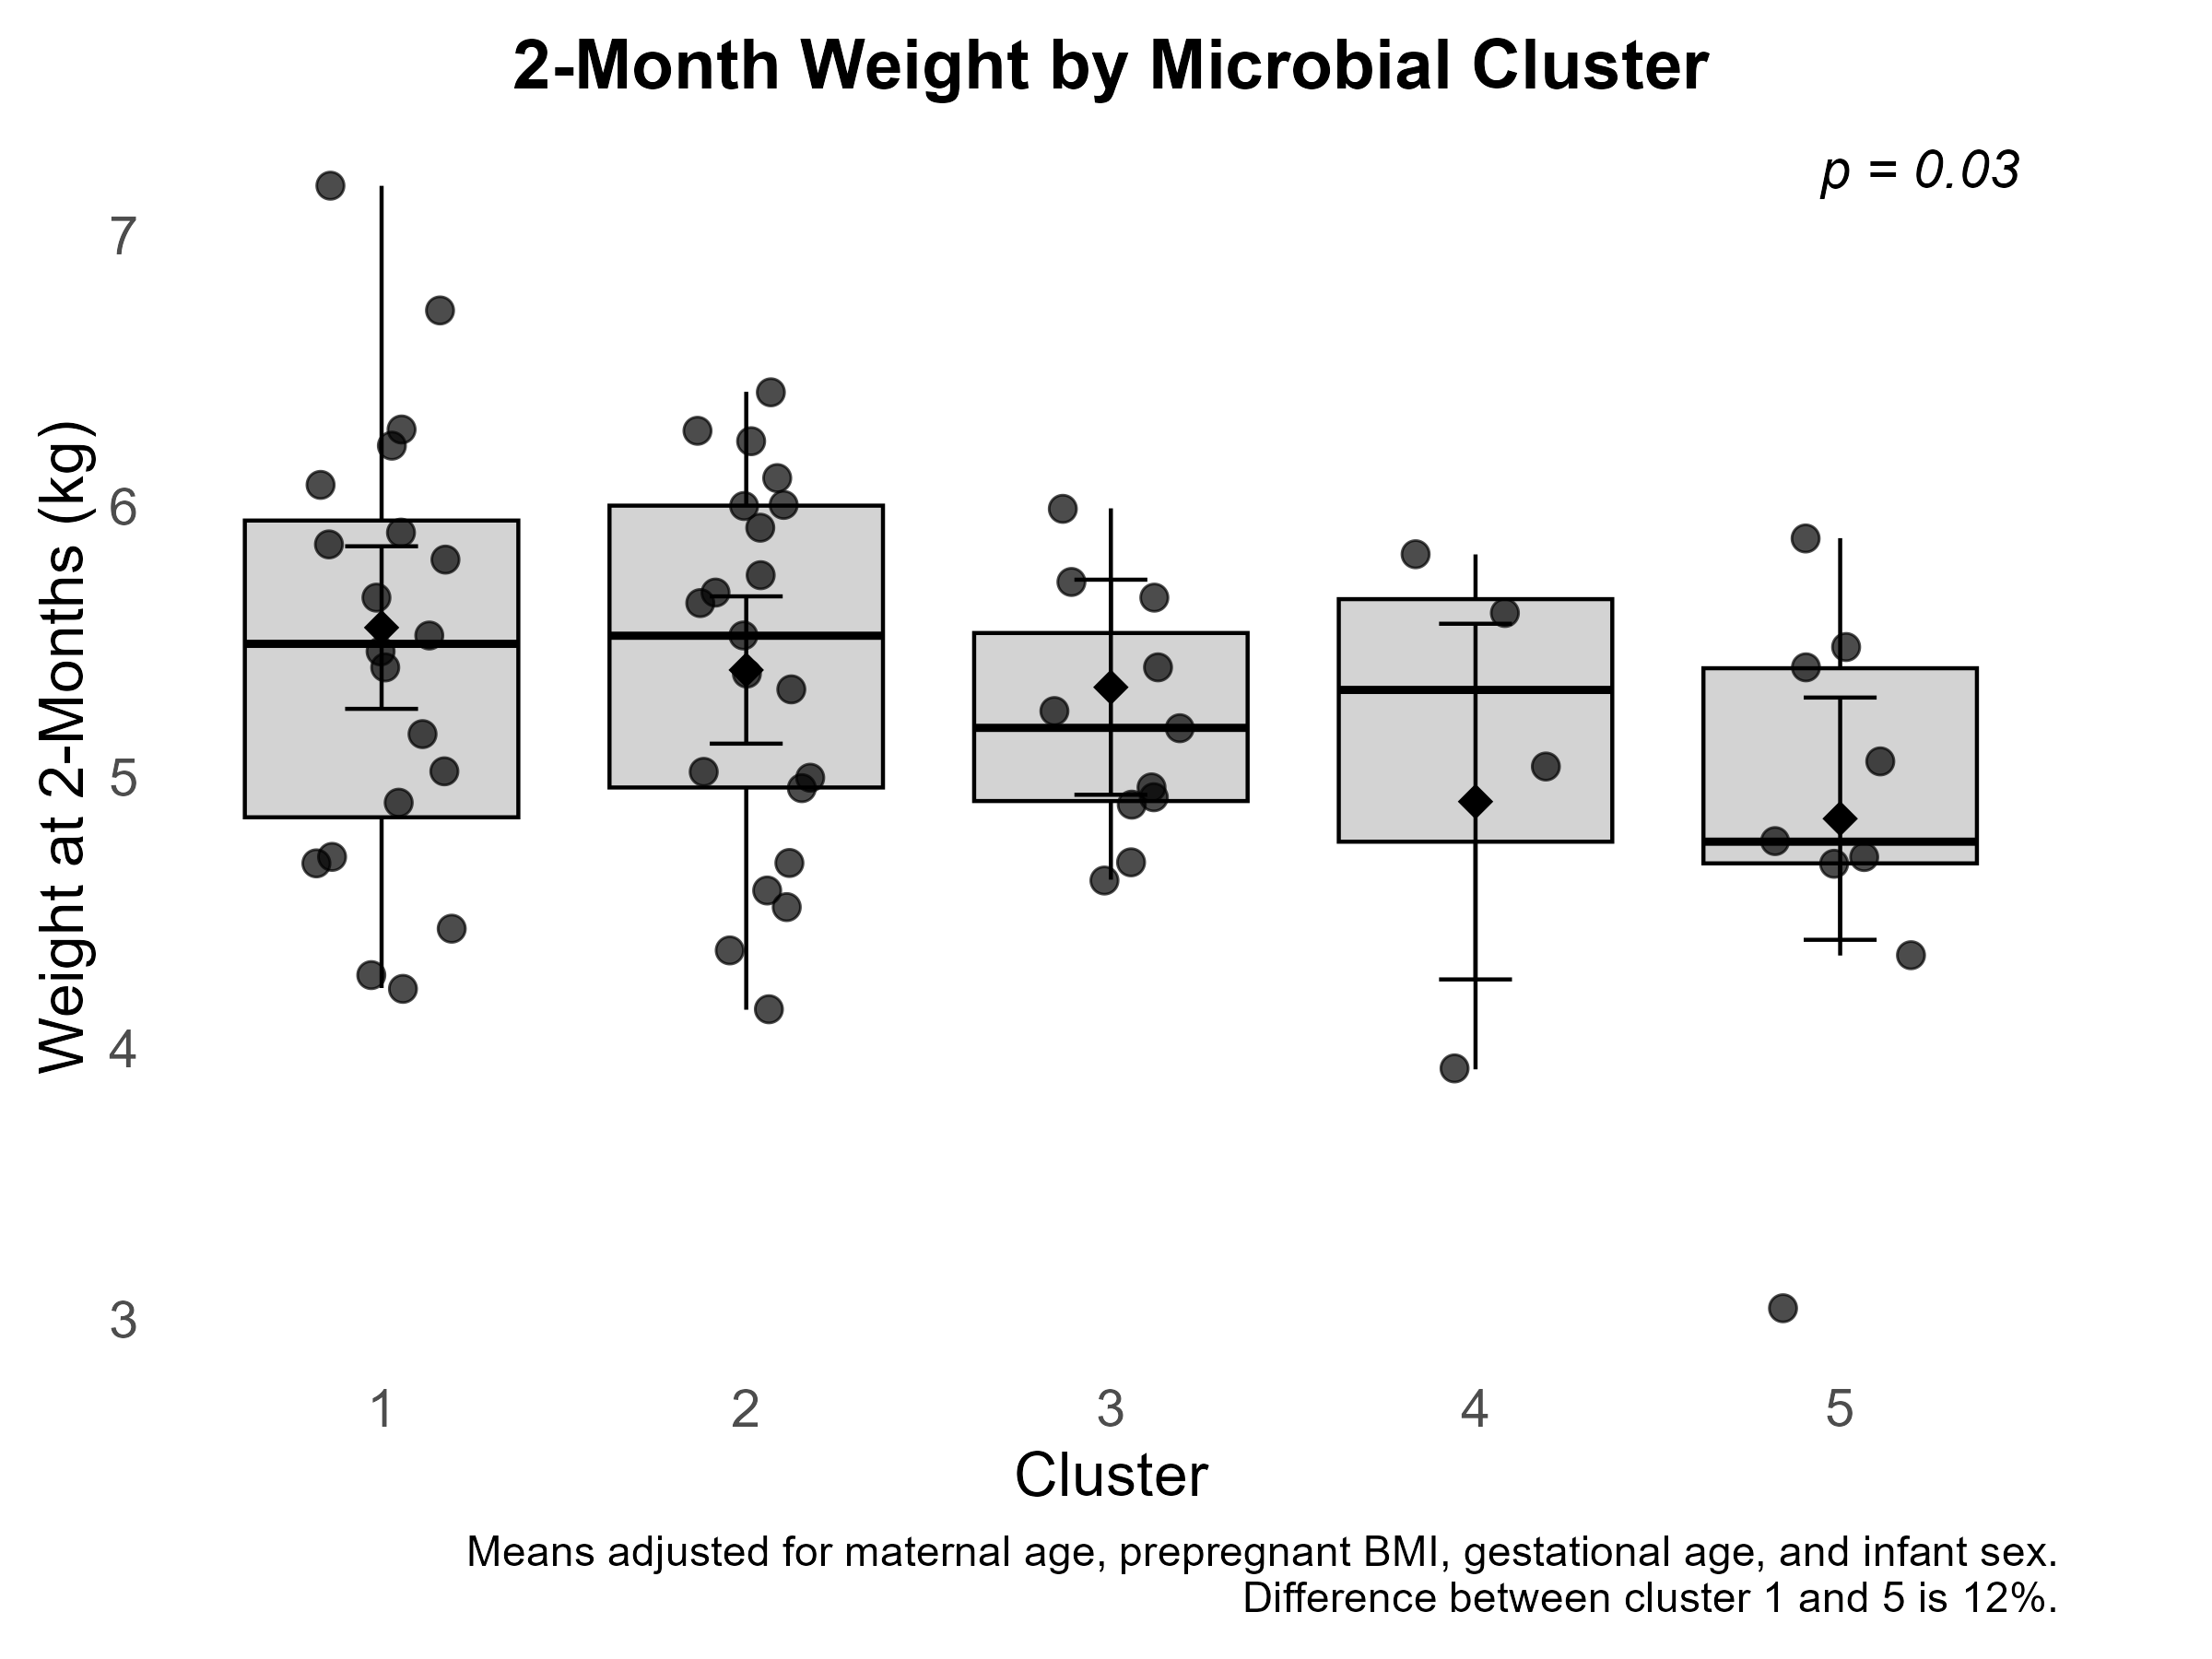 2-Month Weight by Microbial Cluster
p = 0.03
Weight at 2-Months (kg)
7
6
5
4
3
1 2 3 4 5
Cluster
Means adjusted for maternal age, prepregnant BMI, gestational age, and infant sex.
Difference between cluster 1 and 5 is 12%.